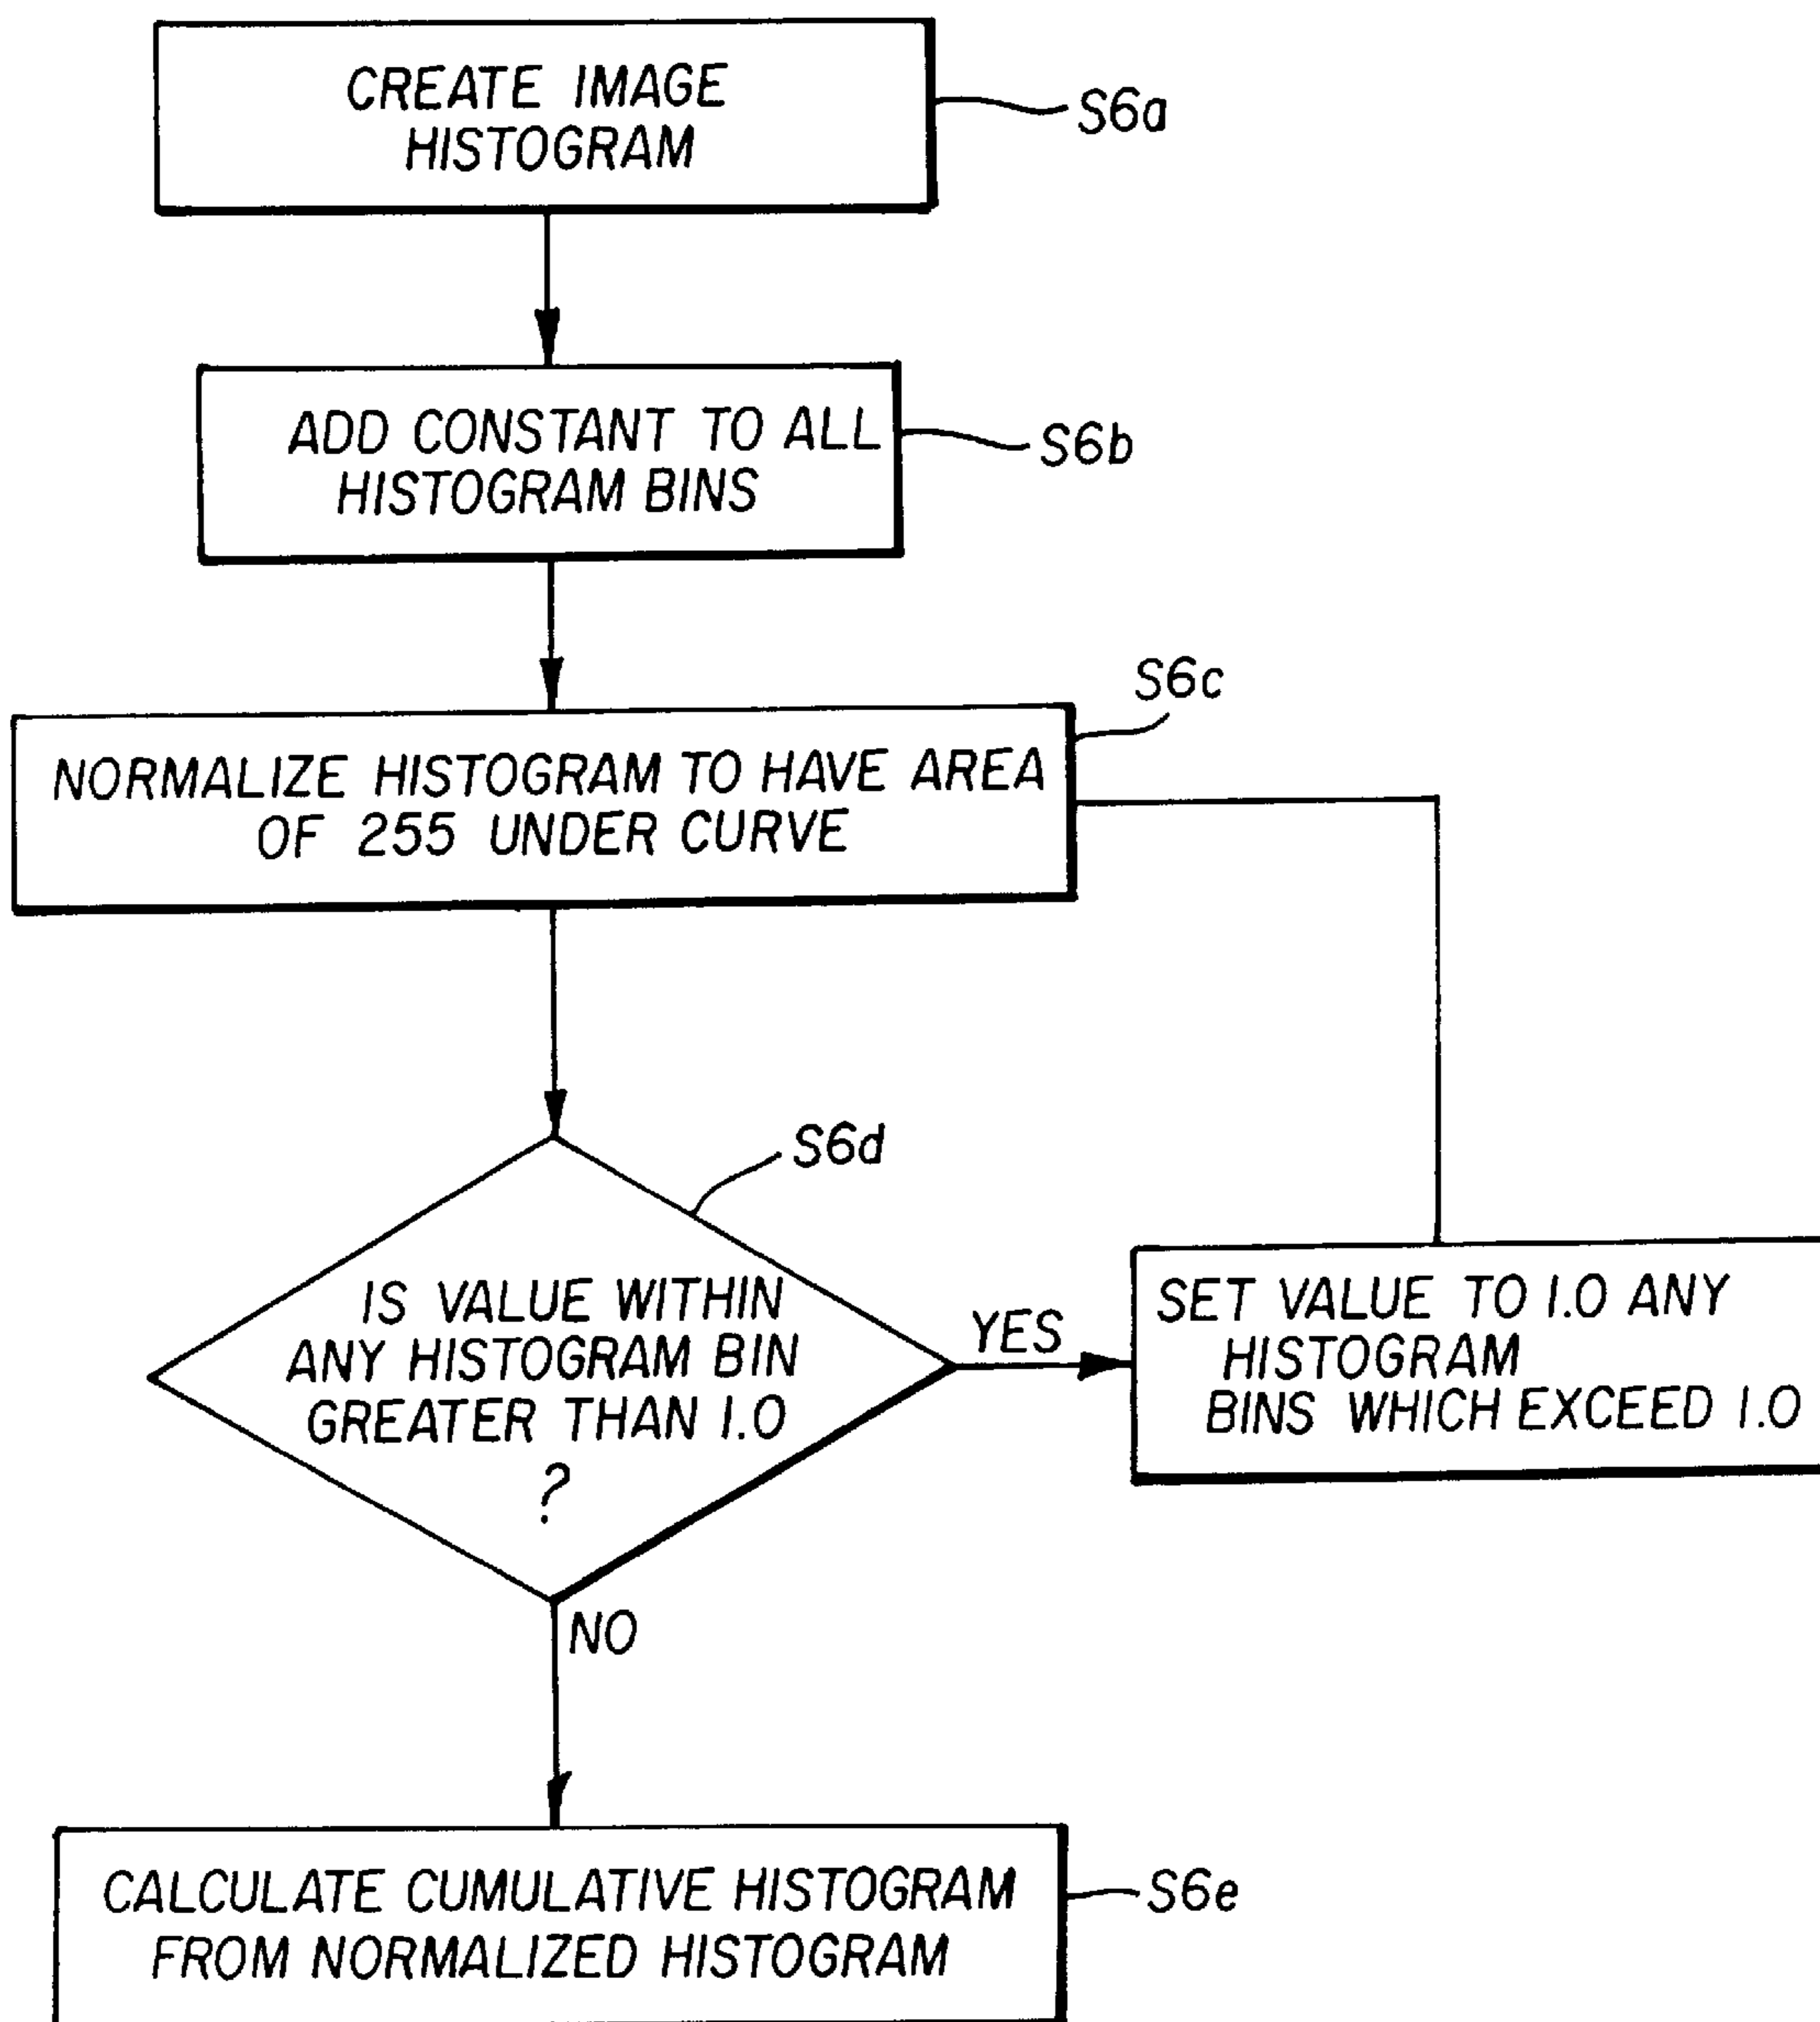 CREATE IMAGE
HISTOGRAM
S6a
ADD CONSTANT TO ALL
HISTOGRAM BINS
S6b
S6c
NORMALIZE HISTOGRAM TO HAVE AREA
OF 255 UNDER CURVE
S6d
IS VALUE WITHIN
ANY HISTOGRAM BIN
GREATER THAN 1.0
?
YES
SET VALUE TO 1.0 ANY
HISTOGRAM
BINS WHICH EXCEED 1.0
NO
CALCULATE CUMULATIVE HISTOGRAM
FROM NORMALIZED HISTOGRAM
S6e